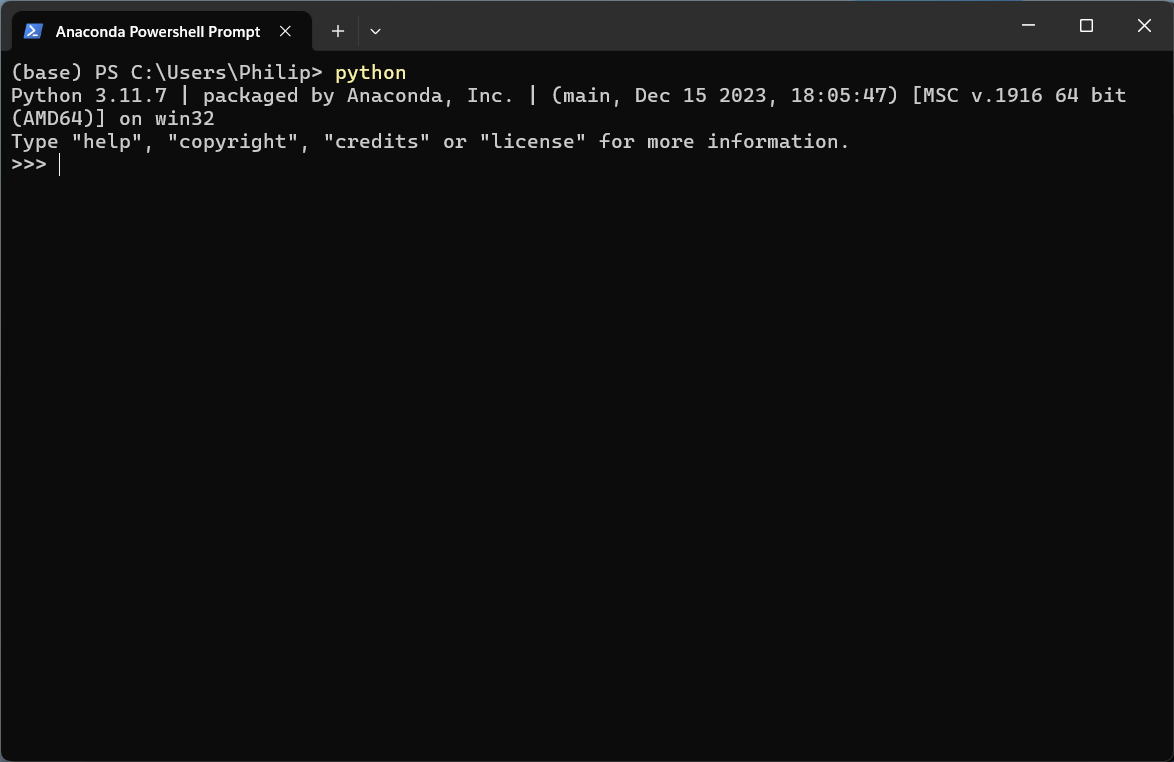 Anaconda Powershell Prompt
(base) PS C:\Users\Philip> python
Python 3.11.7 | packaged by Anaconda, Inc. | (main, Dec 15 2023, 18:05:47) [MSC v.1916 64 bit
(AMD64)] on win32
Type "help", "copyright", "credits" or "license" for more information.
>>>